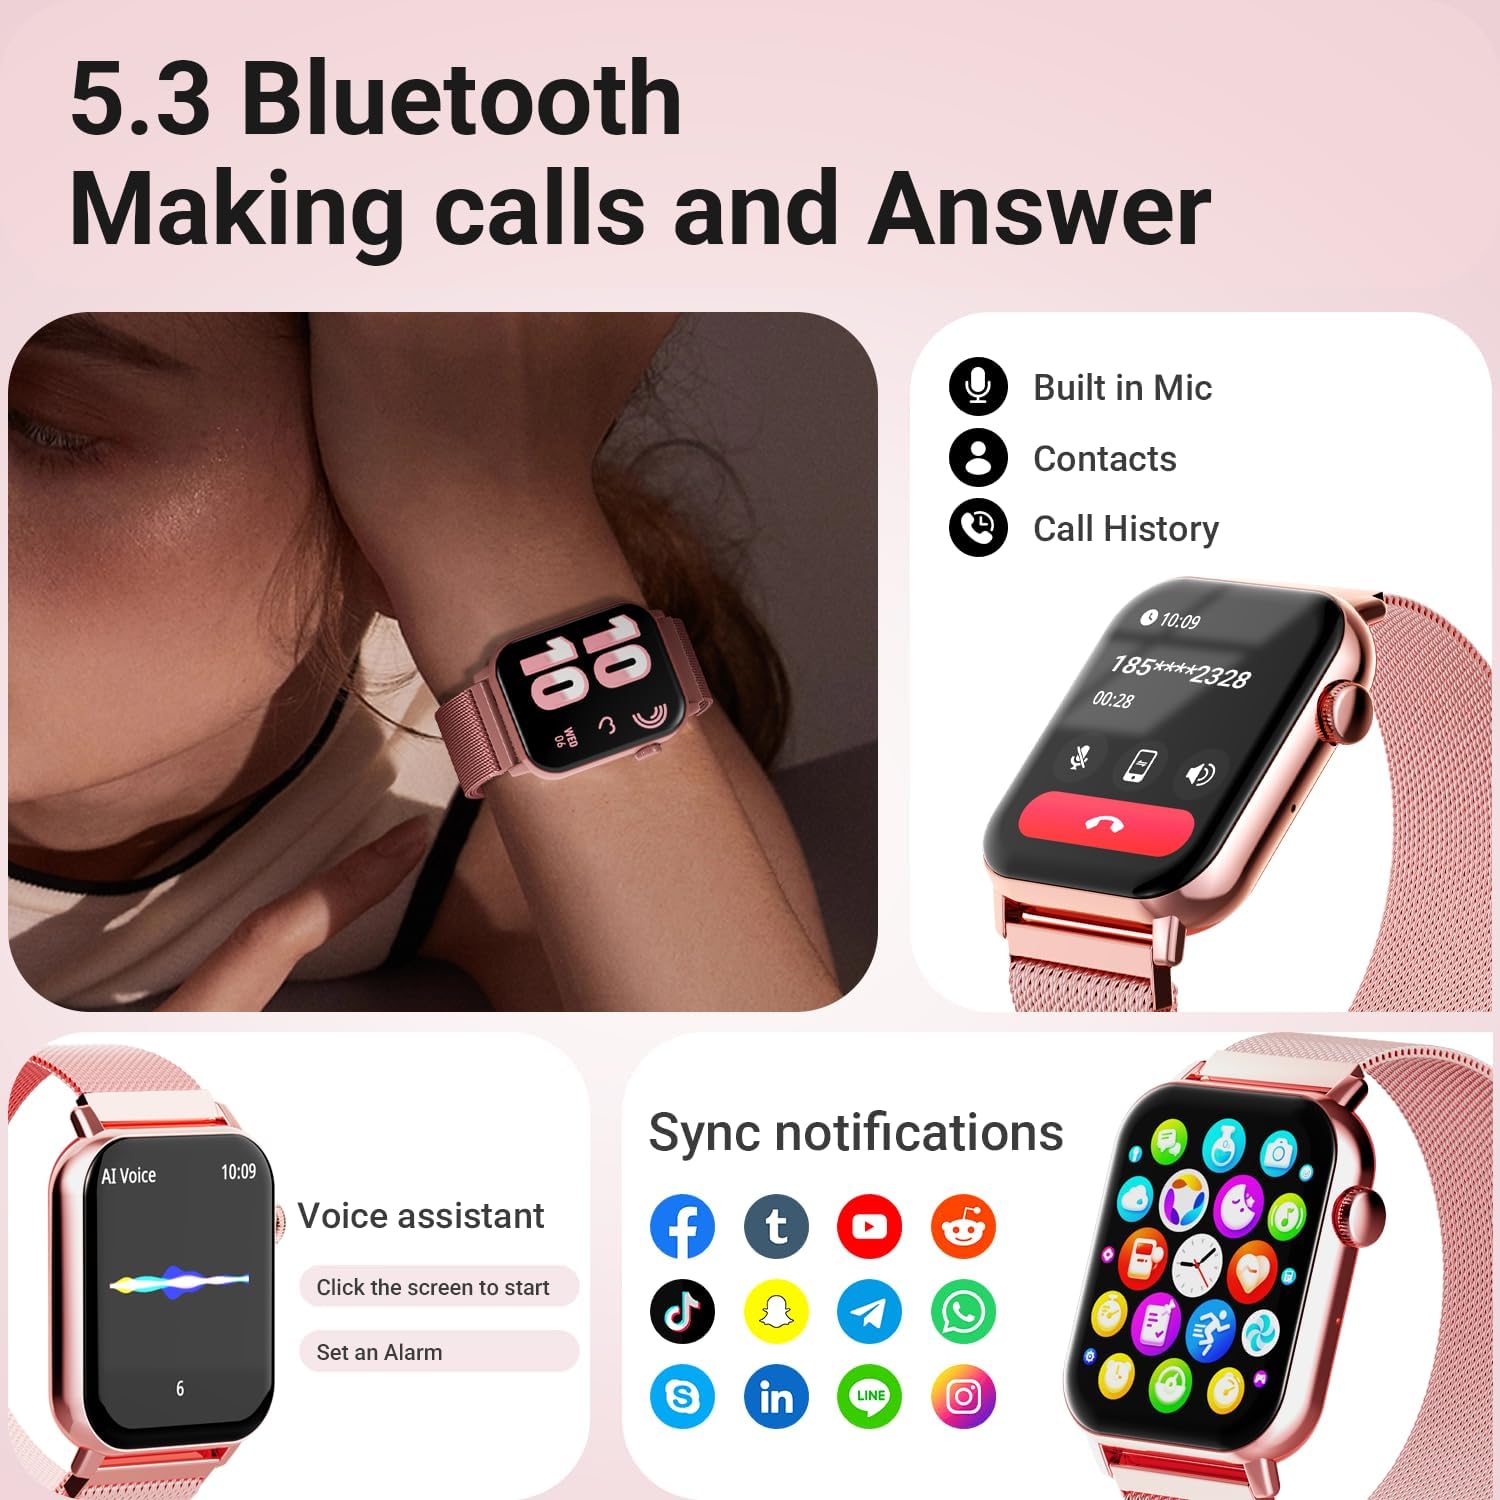 5.3 Bluetooth
Making calls and Answer
10
10
WED
06
Built in Mic
Contacts
Call History
10:09
185****2328
00:28
AI Voice
10:09
6
Voice assistant
Click the screen to start
Set an Alarm
Sync notifications
f
t
in
LINE